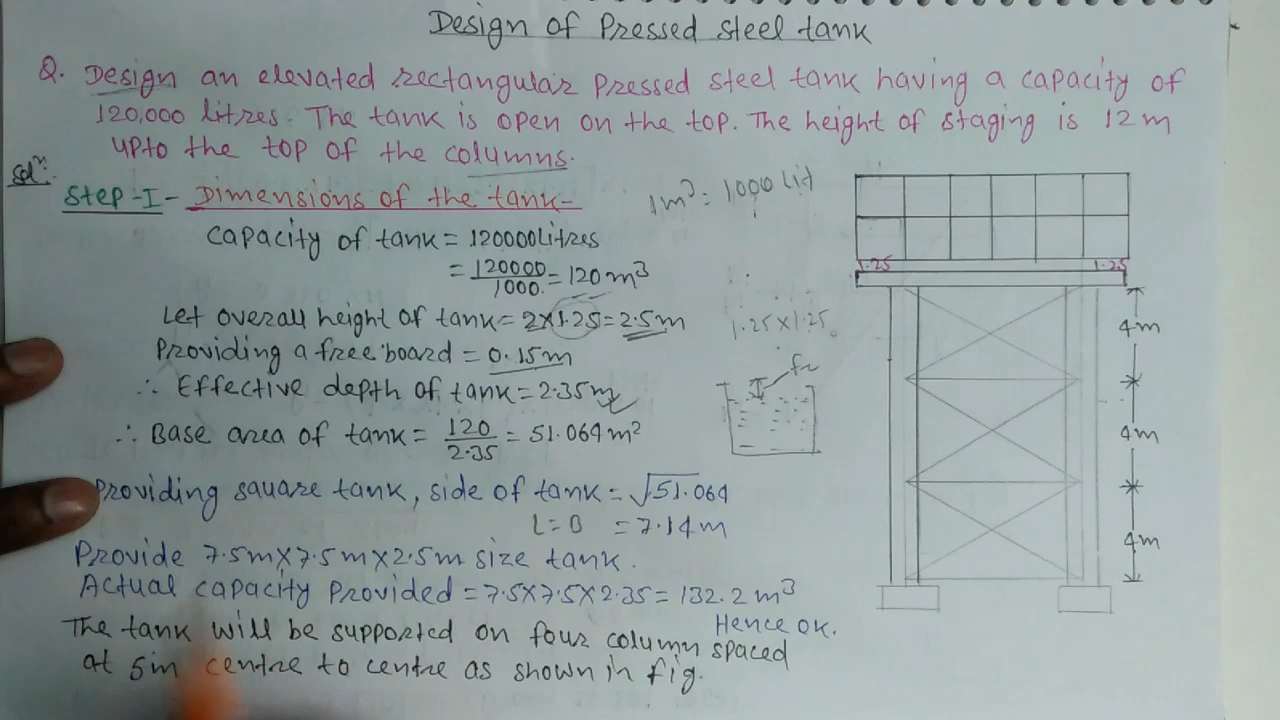 Design of Pressed steel tank
Q. Design an elevated rectangular pressed steel tank having a capacity of
120,000 litres. The tank is open on the top. The height of staging is 12m
upto the top of the columns.
Solⁿ:
Step-I- Dimensions of the tank-
1m³ = 1000 Lit
capacity of tank = 120000Litres
= 120000/1000 = 120 m³
Let overall height of tank = 2×1.25 = 2.5m
1.25×1.25
Providing a free board = 0.15m
∴ Effective depth of tank = 2.35m
∴ Base area of tank = 120/2.35 = 51.064m²
Providing square tank, side of tank = √51.064
L=B = 7.14m
Provide 7.5m×7.5m×2.5m size tank.
Actual capacity Provided = 7.5×7.5×2.35 = 132.2 m³
Hence ok.
The tank will be supported on four column spaced
at 5m centre to centre as shown in fig.
1.25
1.25
4m
4m
4m